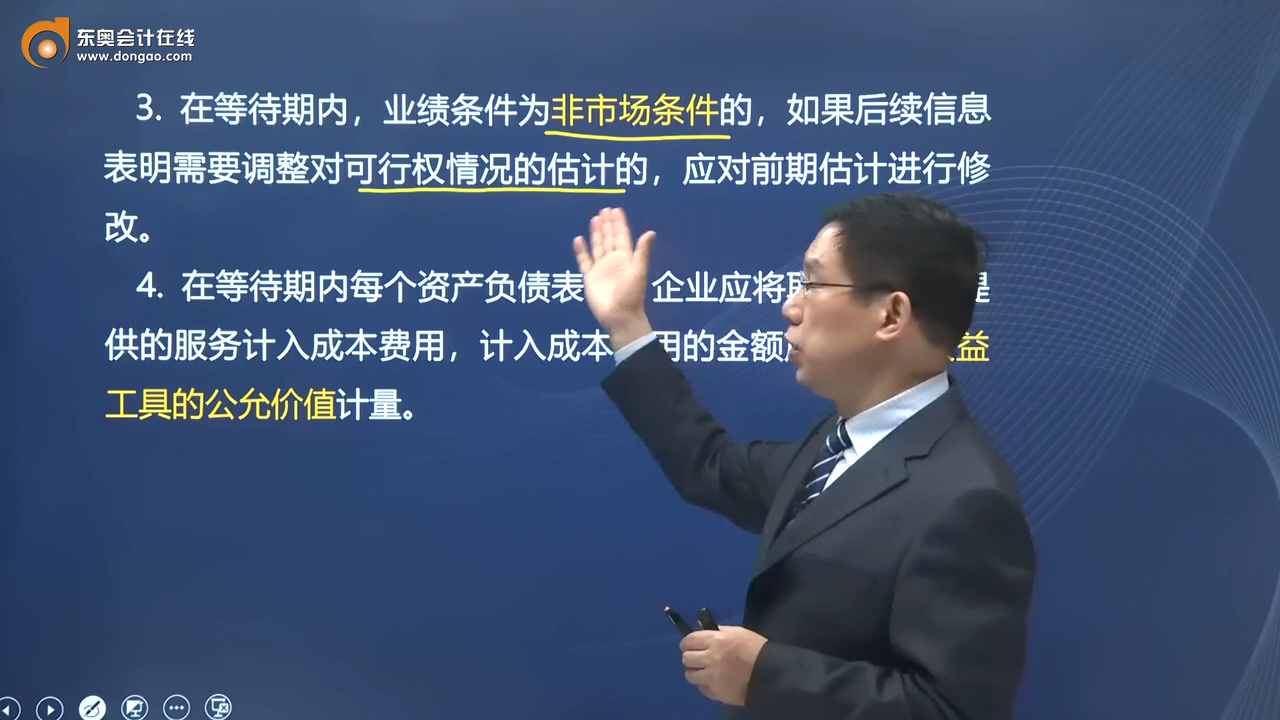 东奥会计在线
www.dongao.com
3. 在等待期内，业绩条件为非市场条件的，如果后续信息
表明需要调整对可行权情况的估计的，应对前期估计进行修
改。
4. 在等待期内每个资产负债表 企业应将
供的服务计入成本费用，计入成本 用的金额 益
工具的公允价值计量。